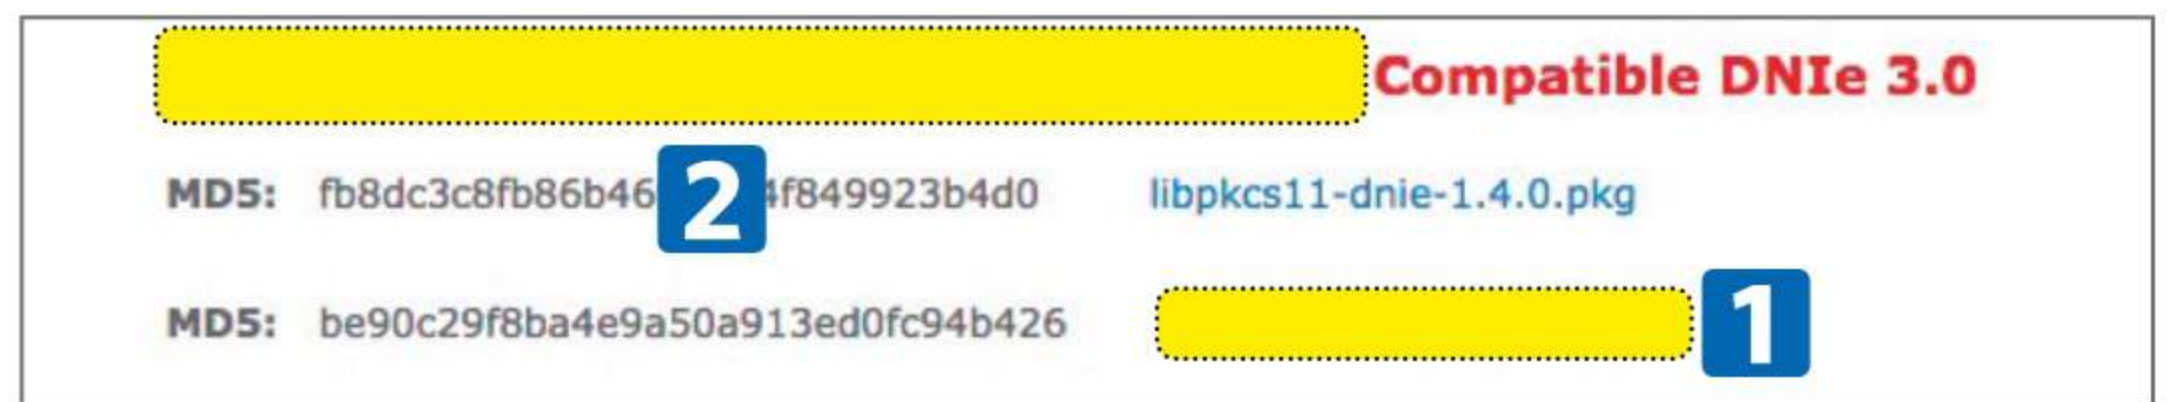 Compatible DNIe 3.0
MD5: fb8dc3c8fb86b46 2 4f849923b4d0 libpkcs11-dnie-1.4.0.pkg
MD5: be90c29f8ba4e9a50a913ed0fc94b426 1